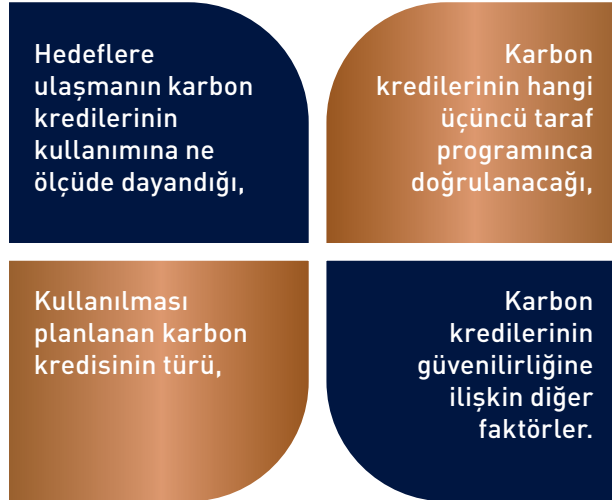 Hedeflere
ulaşmanın karbon
kredilerinin
kullanımına ne
ölçüde dayandığı,
Karbon
kredilerinin hangi
üçüncü taraf
programınca
doğrulanacağı,
Kullanılması
planlanan karbon
kredisinin türü,
Karbon
kredilerinin
güvenilirliğine
ilişkin diğer
faktörler.